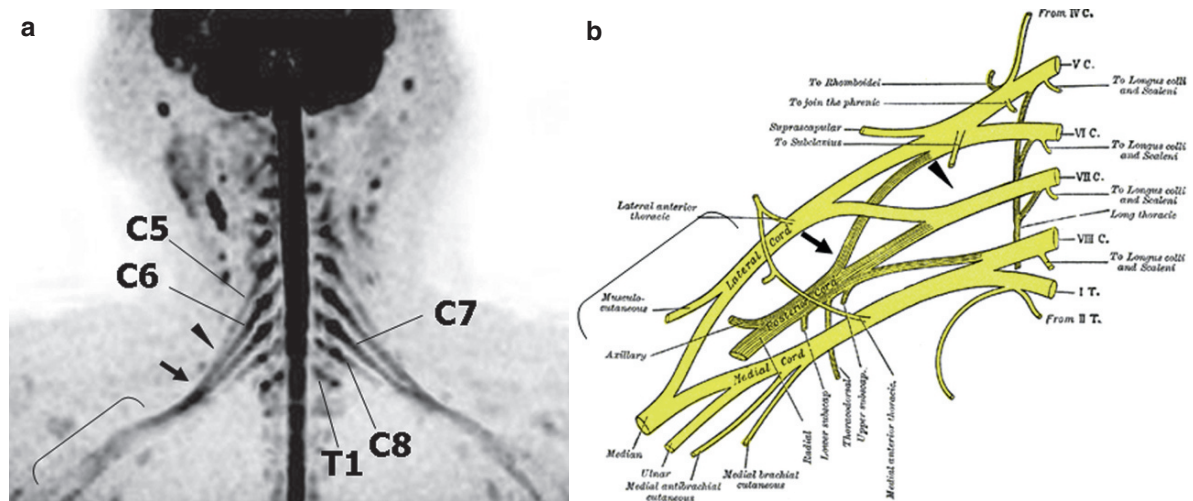 a
C5
C6
C7
C8
T1
b
From IV C.
V C.
To Longus colli
and Scaleni
To Rhomboidei
To join the phrenic
Suprascapular
To Subclavius
VI C.
To Longus colli
and Scaleni
VII C.
To Longus colli
and Scaleni
Long thoracic
VIII C.
To Longus colli
and Scaleni
I T.
From II T.
Lateral anterior
thoracic
Lateral Cord
Musculo-
cutaneous
Posterior Cord
Axillary
Medial Cord
Median
Ulnar
Medial antibrachial
cutaneous
Medial brachial
cutaneous
Radial
Lower subscap
Thoracodorsal
Upper subscap.
Medial anterior thoracic